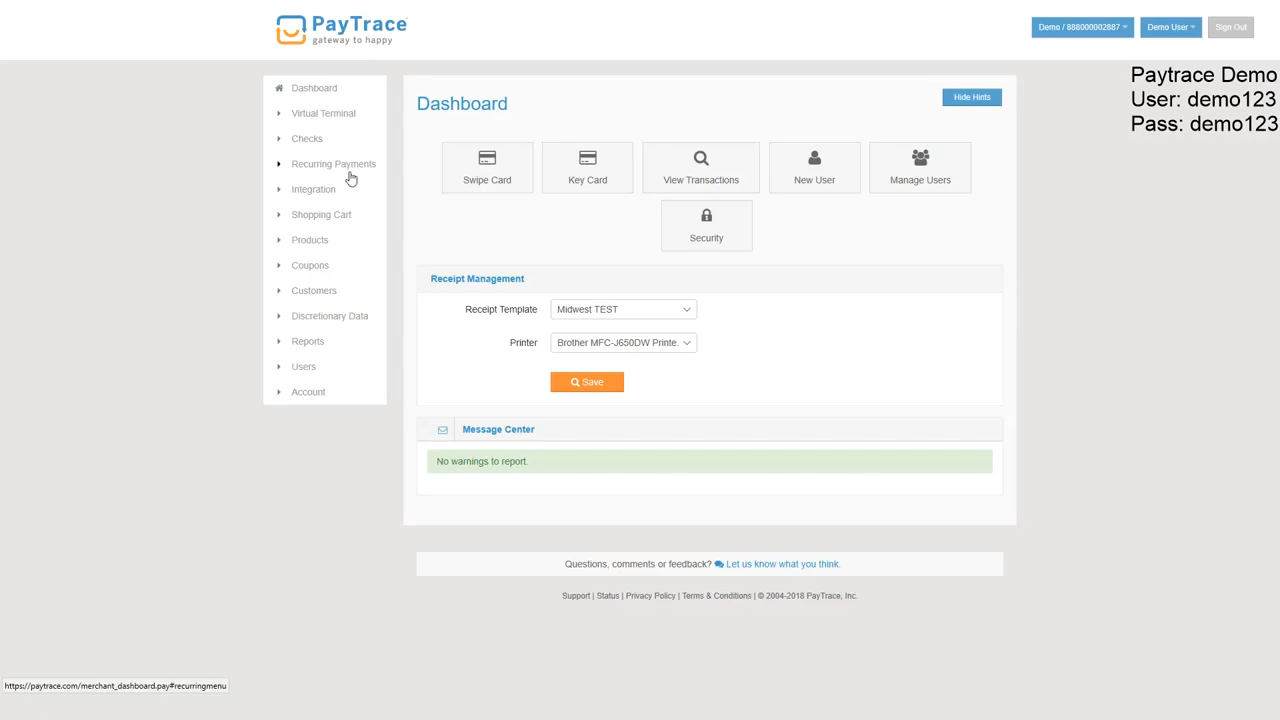 PayTrace
gateway to happy
Demo / 888000002887
Demo User
Sign Out
Paytrace Demo
User: demo123
Pass: demo123
Dashboard
Virtual Terminal
Checks
Recurring Payments
Integration
Shopping Cart
Products
Coupons
Customers
Discretionary Data
Reports
Users
Account
Dashboard
Hide Hints
Swipe Card
Key Card
View Transactions
New User
Manage Users
Security
Receipt Management
Receipt Template
Midwest TEST
Printer
Brother MFC-J650DW Printe.
Save
Message Center
No warnings to report.
Questions, comments or feedback? Let us know what you think.
Support | Status | Privacy Policy | Terms & Conditions | © 2004-2018 PayTrace, Inc.
https://paytrace.com/merchant_dashboard.pay#recurringmenu